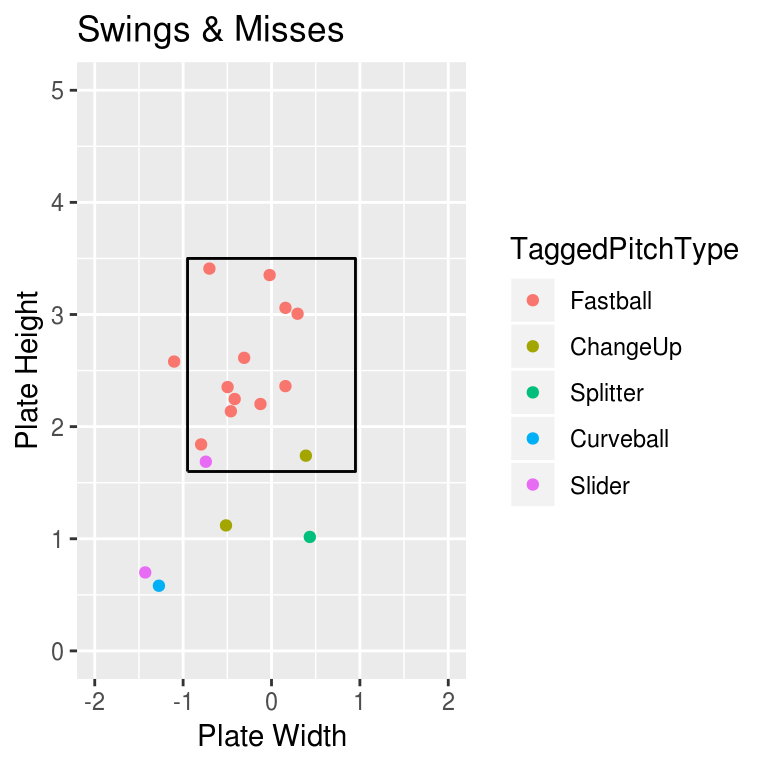 Swings & Misses
5
4
3
2
1
0
Plate Height
-2 -1 0 1 2
Plate Width
TaggedPitchType
Fastball
ChangeUp
Splitter
Curveball
Slider